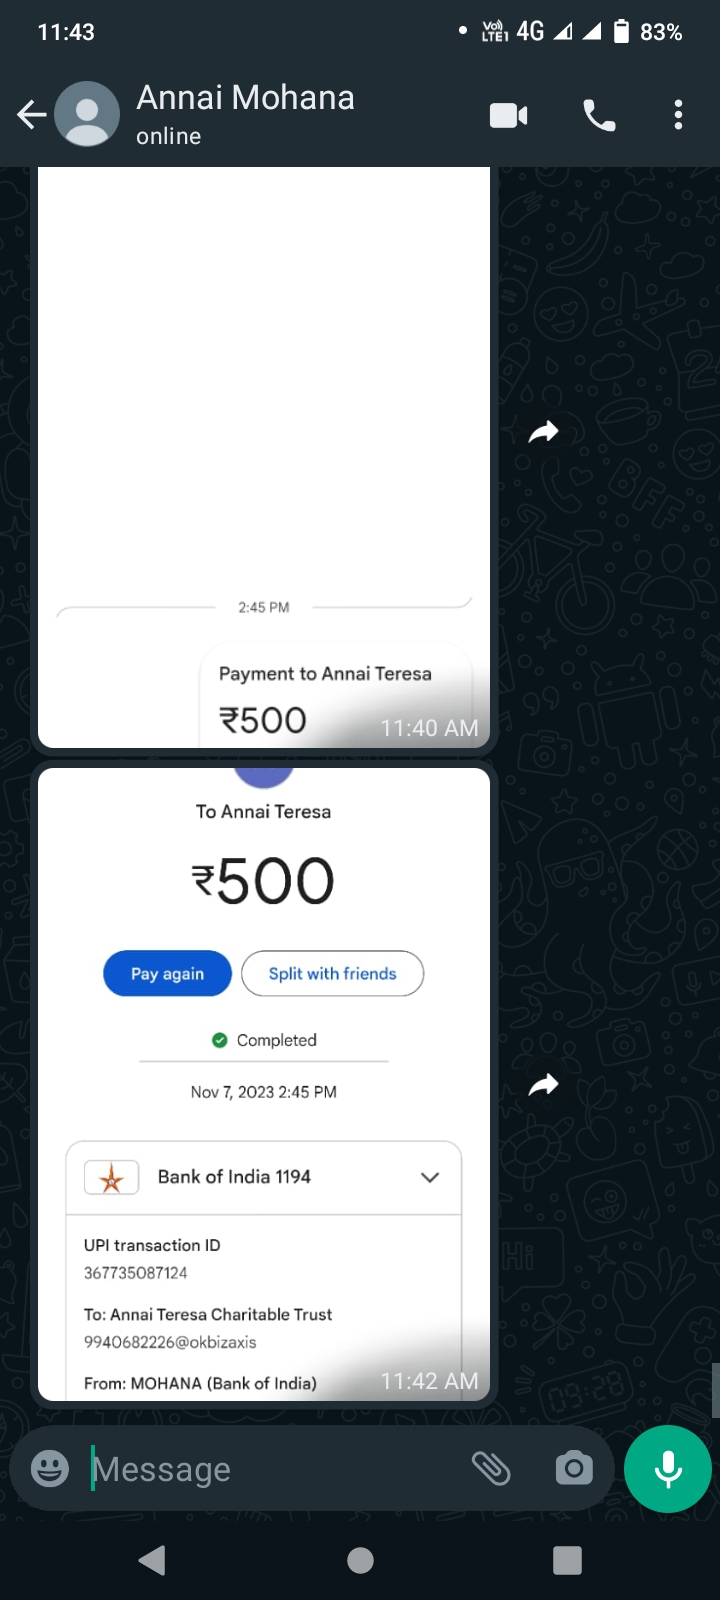 11:43
Vo) LTE1 4G 83%
Annai Mohana
online
2:45 PM
Payment to Annai Teresa
₹500
11:40 AM
To Annai Teresa
₹500
Pay again Split with friends
Completed
Nov 7, 2023 2:45 PM
Bank of India 1194
UPI transaction ID
367735087124
To: Annai Teresa Charitable Trust
9940682226@okbizaxis
From: MOHANA (Bank of India)
11:42 AM
Message